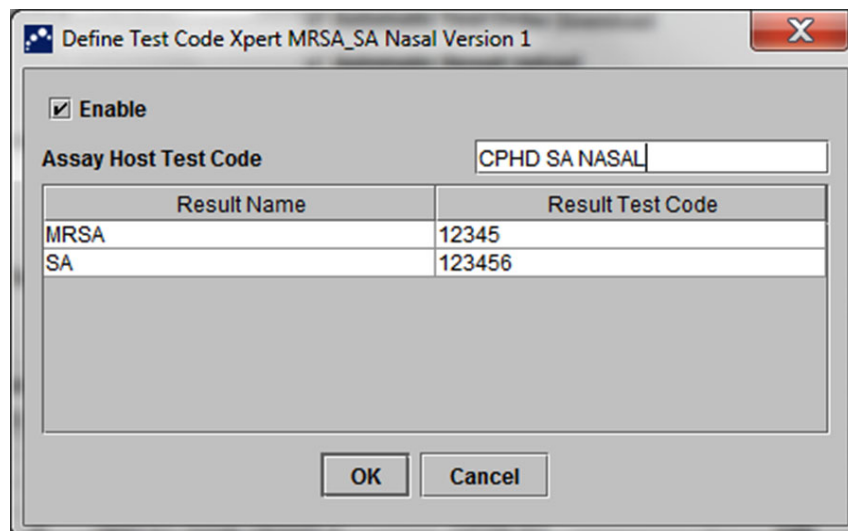 Define Test Code Xpert MRSA_SA Nasal Version 1
Enable
Assay Host Test Code CPHD SA NASAL
Result Name Result Test Code
MRSA 12345
SA 123456
OK Cancel